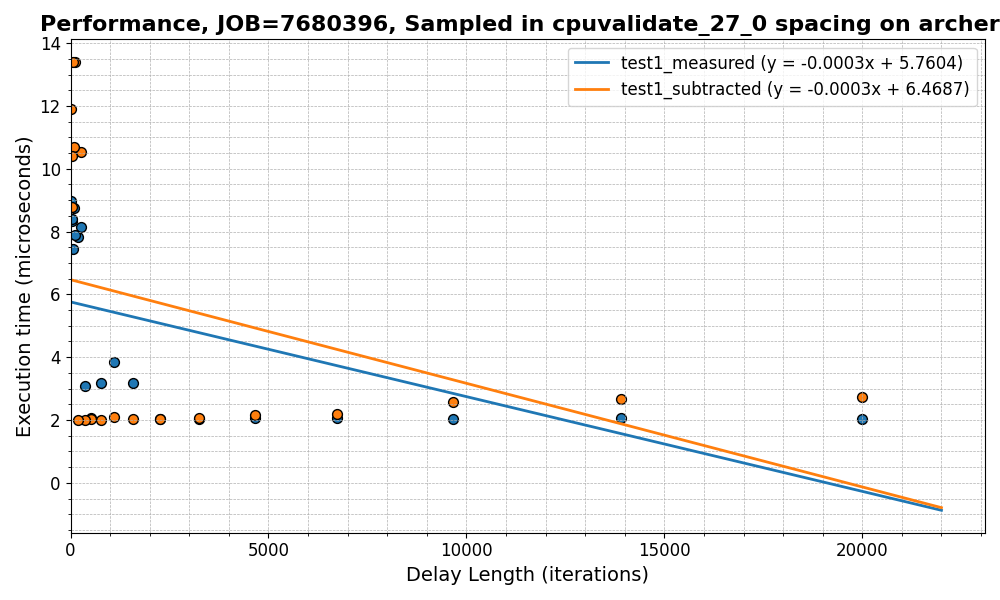 Performance, JOB=7680396, Sampled in cpuvalidate_27_0 spacing on archer
test1_measured (y = -0.0003x + 5.7604)
test1_subtracted (y = -0.0003x + 6.4687)
Execution time (microseconds)
14
12
10
8
6
4
2
0
0 5000 10000 15000 20000
Delay Length (iterations)